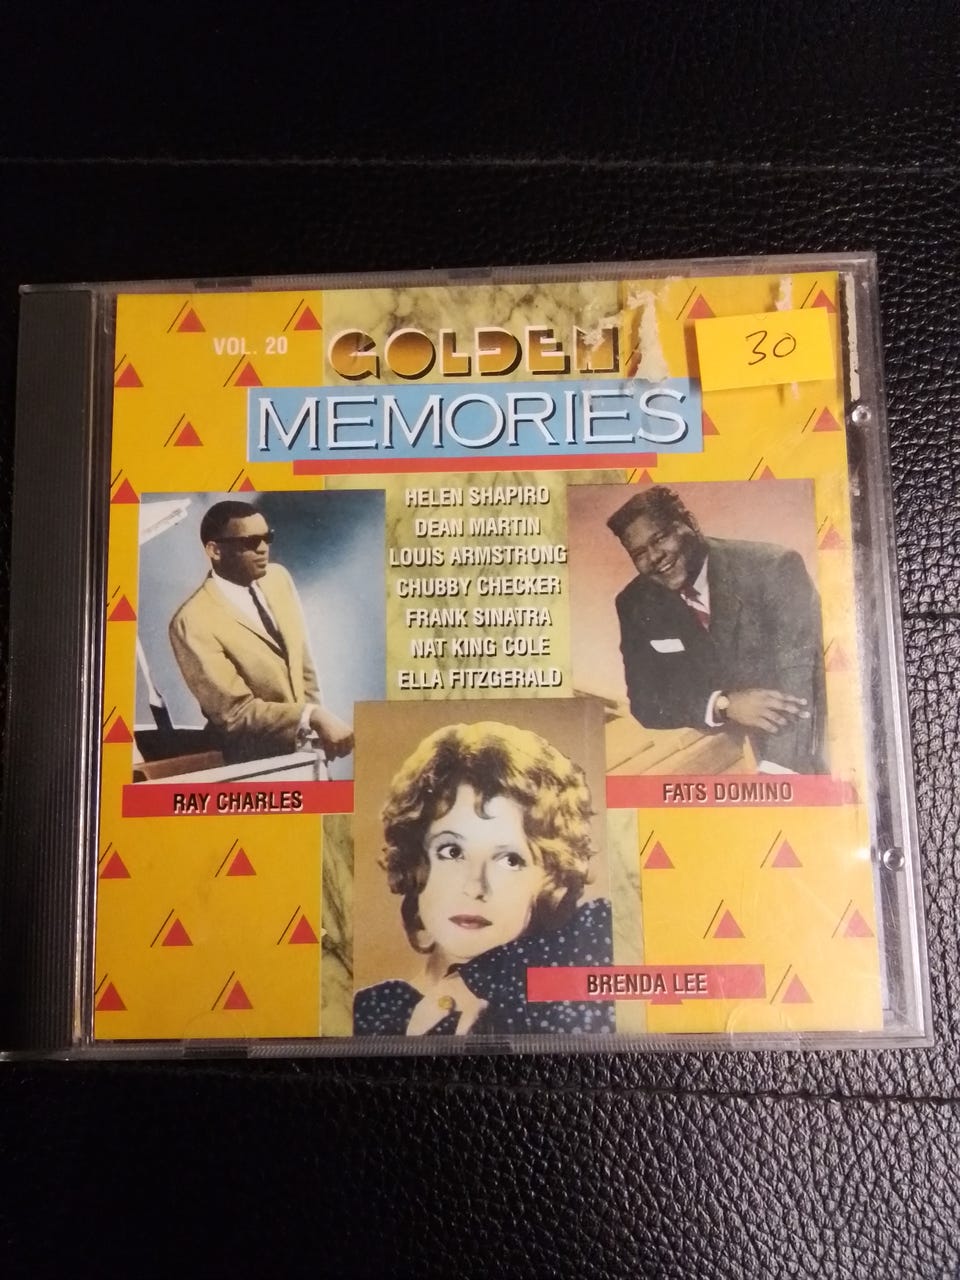 VOL. 20
GOLDEN
30
MEMORIES
HELEN SHAPIRO
DEAN MARTIN
LOUIS ARMSTRONG
CHUBBY CHECKER
FRANK SINATRA
NAT KING COLE
ELLA FITZGERALD
RAY CHARLES
FATS DOMINO
BRENDA LEE